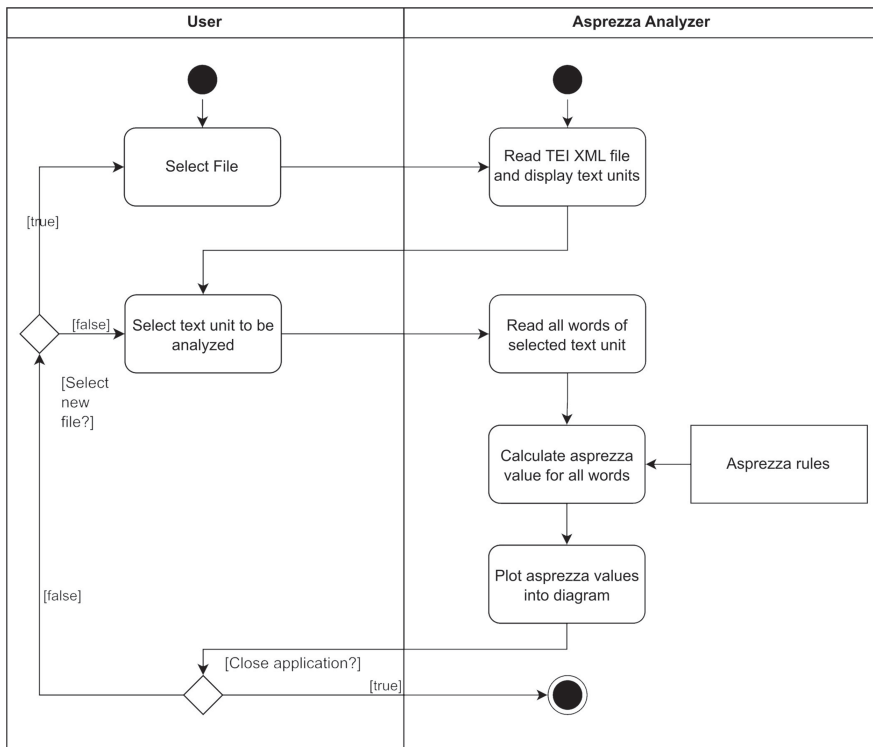 User
Asprezza Analyzer
Select File
Read TEI XML file
and display text units
[true]
[false]
Select text unit to be
analyzed
Read all words of
selected text unit
[Select
new
file?]
Calculate asprezza
value for all words
Asprezza rules
Plot asprezza values
into diagram
[false]
[Close application?]
[true]